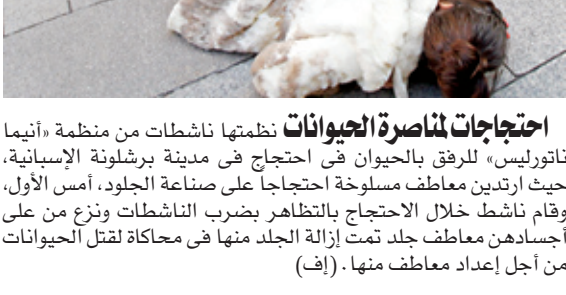 احتجاجات لمناصرة الحيوانات نظمتها ناشطات من منظمة «أنيما
ناتورليس» للرفق بالحيوان فى احتجاج فى مدينة برشلونة الإسبانية،
حيث ارتدين معاطف مسلوخة احتجاجاً على صناعة الجلود، أمس الأول،
وقام ناشط خلال الاحتجاج بالتظاهر بضرب الناشطات ونزع من على
أجسادهن معاطف جلد تمت إزالة الجلد منها فى محاكاة لقتل الحيوانات
من أجل إعداد معاطف منها. (إف)